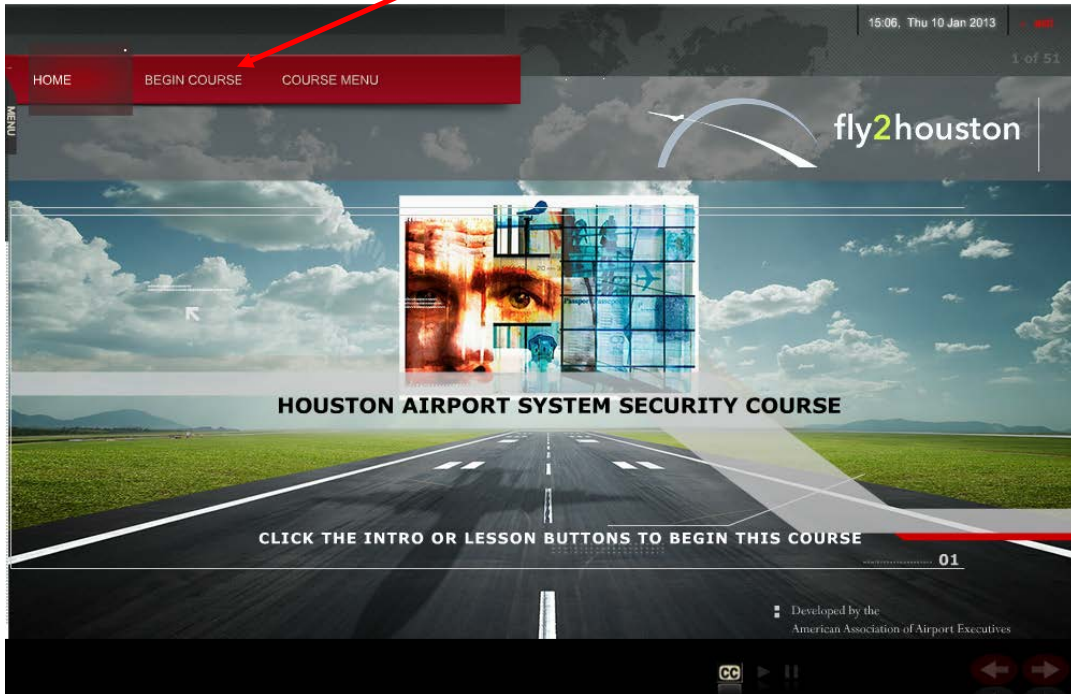 15:06, Thu 10 Jan 2013
1 of 51
HOME BEGIN COURSE COURSE MENU
MENU
fly2houston
HOUSTON AIRPORT SYSTEM SECURITY COURSE
CLICK THE INTRO OR LESSON BUTTONS TO BEGIN THIS COURSE
01
Developed by the
American Association of Airport Executives
CC